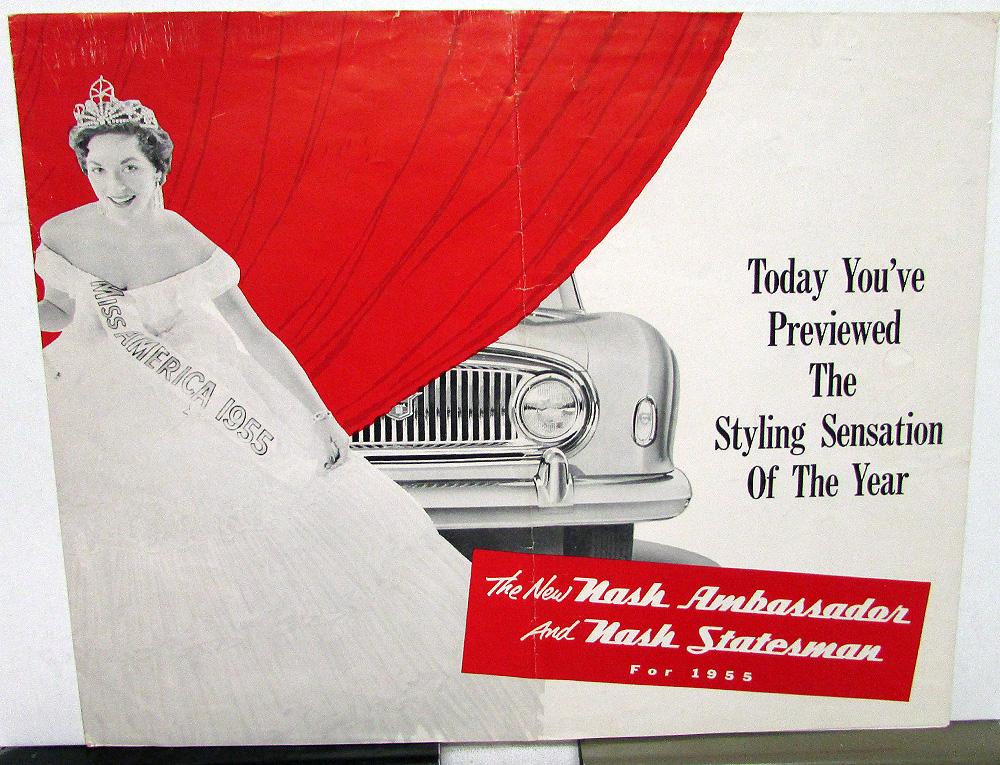 MISS AMERICA 1955
Today You've
Previewed
The
Styling Sensation
Of The Year
The New Nash Ambassador
And Nash Statesman
For 1955